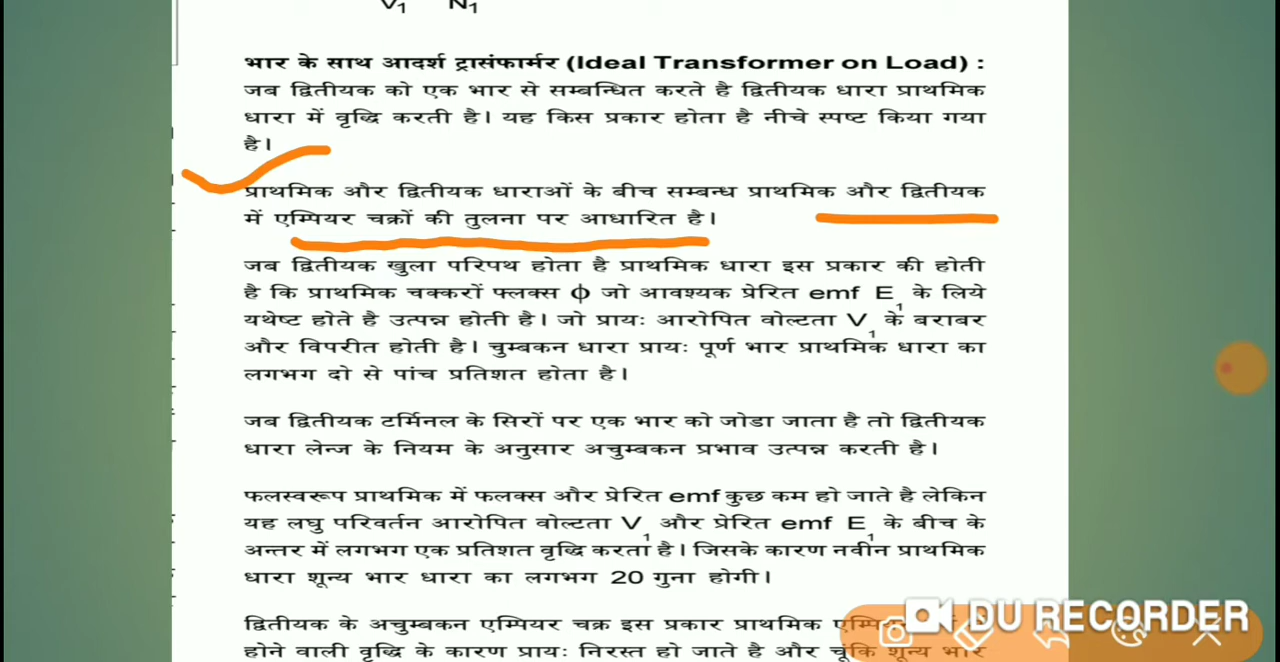 V1 N1
भार के साथ आदर्श ट्रासंफार्मर (Ideal Transformer on Load) :
जब द्वितीयक को एक भार से सम्बन्धित करते है द्वितीयक धारा प्राथमिक
धारा में वृद्धि करती है। यह किस प्रकार होता है नीचे स्पष्ट किया गया
है।
प्राथमिक और द्वितीयक धाराओं के बीच सम्बन्ध प्राथमिक और द्वितीयक
में एम्पियर चक्रों की तुलना पर आधारित है।
जब द्वितीयक खुला परिपथ होता है प्राथमिक धारा इस प्रकार की होती
है कि प्राथमिक चक्करों फ्लक्स ϕ जो आवश्यक प्रेरित emf E1 के लिये
यथेष्ट होते है उत्पन्न होती है। जो प्रायः आरोपित वोल्टता V1 के बराबर
और विपरीत होती है। चुम्बकन धारा प्रायः पूर्ण भार प्राथमिक धारा का
लगभग दो से पांच प्रतिशत होता है।
जब द्वितीयक टर्मिनल के सिरों पर एक भार को जोडा जाता है तो द्वितीयक
धारा लेन्ज के नियम के अनुसार अचुम्बकन प्रभाव उत्पन्न करती है।
फलस्वरूप प्राथमिक में फलक्स और प्रेरित emf कुछ कम हो जाते है लेकिन
यह लघु परिवर्तन आरोपित वोल्टता V1 और प्रेरित emf E1 के बीच के
अन्तर में लगभग एक प्रतिशत वृद्धि करता है। जिसके कारण नवीन प्राथमिक
धारा शून्य भार धारा का लगभग 20 गुना होगी।
द्वितीयक के अचुम्बकन एम्पियर चक्र इस प्रकार प्राथमिक
होने वाली वृद्धि के कारण प्रायः निरस्त हो जाते है और चूंकि शून्य भार
DU RECORDER